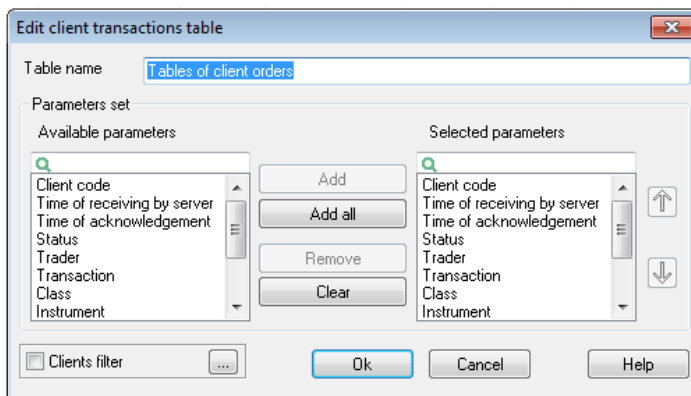 Edit client transactions table
Table name
Tables of client orders
Parameters set
Available parameters
Selected parameters
Client code
Time of receiving by server
Time of acknowledgement
Status
Trader
Transaction
Class
Instrument
Add
Add all
Remove
Clear
Client code
Time of receiving by server
Time of acknowledgement
Status
Trader
Transaction
Class
Instrument
Clients filter
...
Ok
Cancel
Help